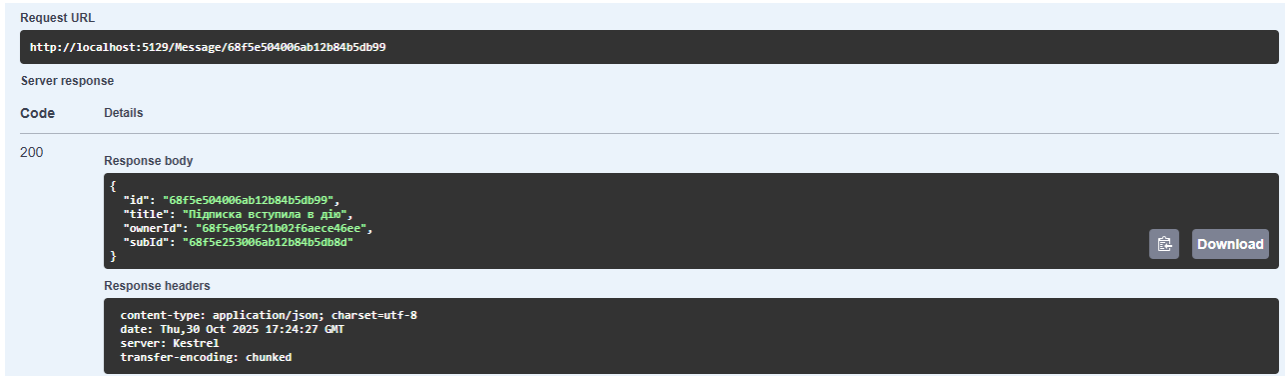 Request URL
http://localhost:5129/Message/68f5e504006ab12b84b5db99
Server response
Code Details
200
Response body
{
"id": "68f5e504006ab12b84b5db99",
"title": "Підписка вступила в дію",
"ownerId": "68f5e054f21b02f6aece46ee",
"subId": "68f5e253006ab12b84b5db8d"
}
Download
Response headers
content-type: application/json; charset=utf-8
date: Thu,30 Oct 2025 17:24:27 GMT
server: Kestrel
transfer-encoding: chunked